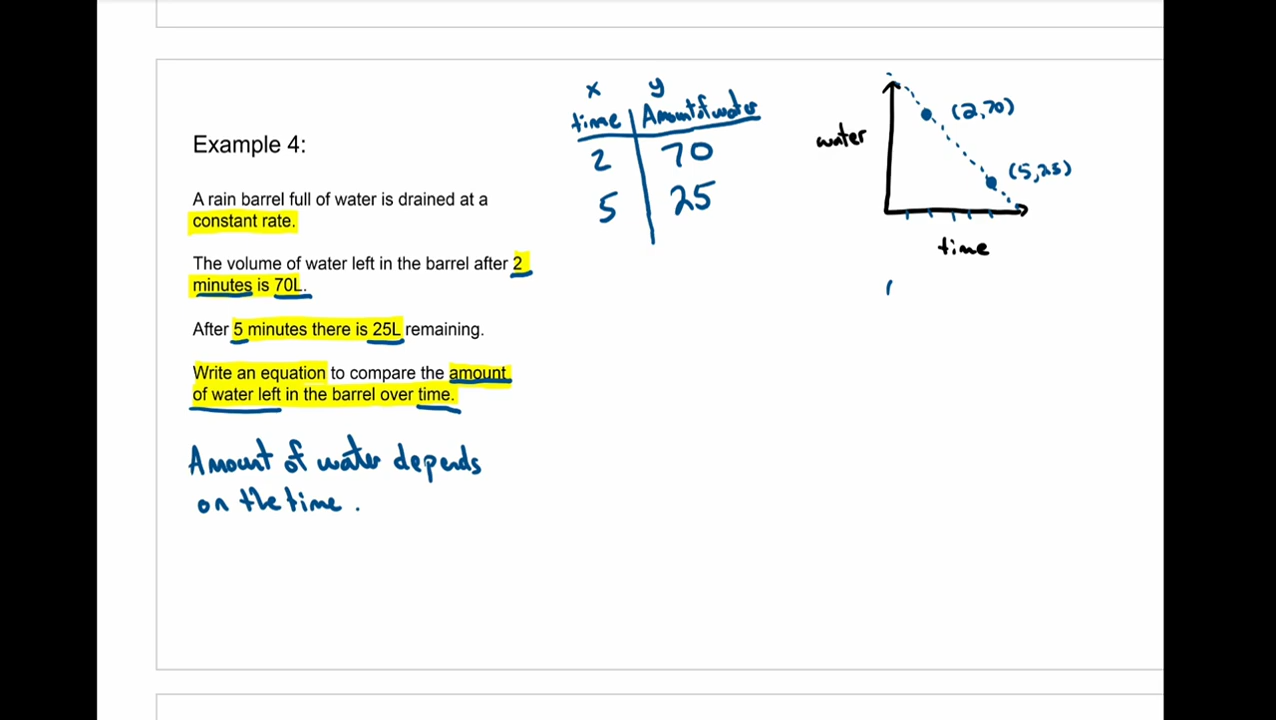 Example 4:
A rain barrel full of water is drained at a
constant rate.
The volume of water left in the barrel after 2
minutes is 70L.
After 5 minutes there is 25L remaining.
Write an equation to compare the amount
of water left in the barrel over time.
Amount of water depends
on the time.
x y
time Amount of water
2 70
5 25
water
(2,70)
(5,25)
time